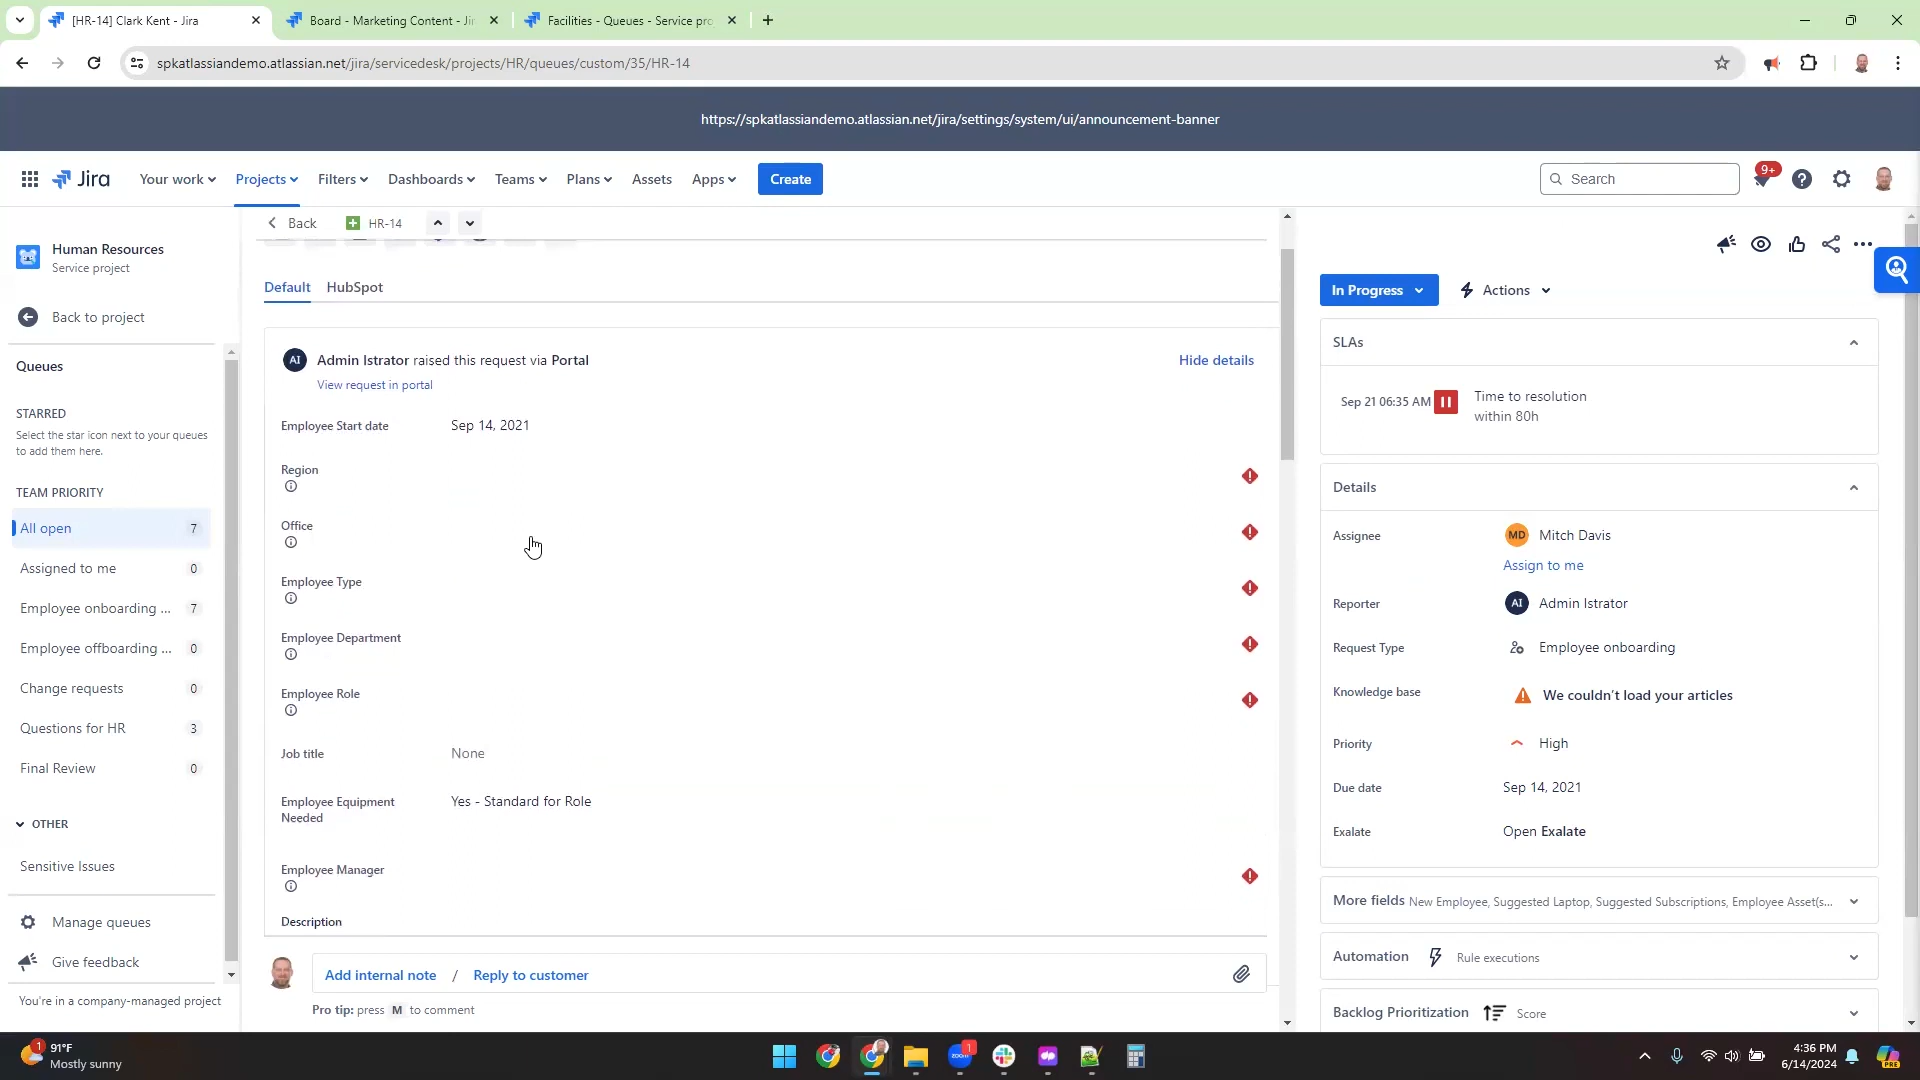 [HR-14] Clark Kent - Jira
Board - Marketing Content - Jir
Facilities - Queues - Service pro
spkatlassiandemo.atlassian.net/jira/servicedesk/projects/HR/queues/custom/35/HR-14
https://spkatlassiandemo.atlassian.net/jira/settings/system/ui/announcement-banner
Jira
Your work
Projects
Filters
Dashboards
Teams
Plans
Assets
Apps
Create
Search
9+
Human Resources
Service project
Back to project
Queues
STARRED
Select the star icon next to your queues
to add them here.
TEAM PRIORITY
All open 7
Assigned to me 0
Employee onboarding ... 7
Employee offboarding ... 0
Change requests 0
Questions for HR 3
Final Review 0
OTHER
Sensitive Issues
Manage queues
Give feedback
You're in a company-managed project
Back
HR-14
Default
HubSpot
AI
Admin Istrator raised this request via Portal
Hide details
View request in portal
Employee Start date
Sep 14, 2021
Region
Office
Employee Type
Employee Department
Employee Role
Job title
None
Employee Equipment
Needed
Yes - Standard for Role
Employee Manager
Description
Add internal note / Reply to customer
Pro tip: press M to comment
In Progress
Actions
SLAs
Sep 21 06:35 AM
Time to resolution
within 80h
Details
Assignee
MD Mitch Davis
Assign to me
Reporter
AI Admin Istrator
Request Type
Employee onboarding
Knowledge base
We couldn't load your articles
Priority
High
Due date
Sep 14, 2021
Exalate
Open Exalate
More fields New Employee, Suggested Laptop, Suggested Subscriptions, Employee Asset(s...
Automation
Rule executions
Backlog Prioritization
Score
1
91°F
Mostly sunny
zoom
1
4:36 PM
6/14/2024
PRE